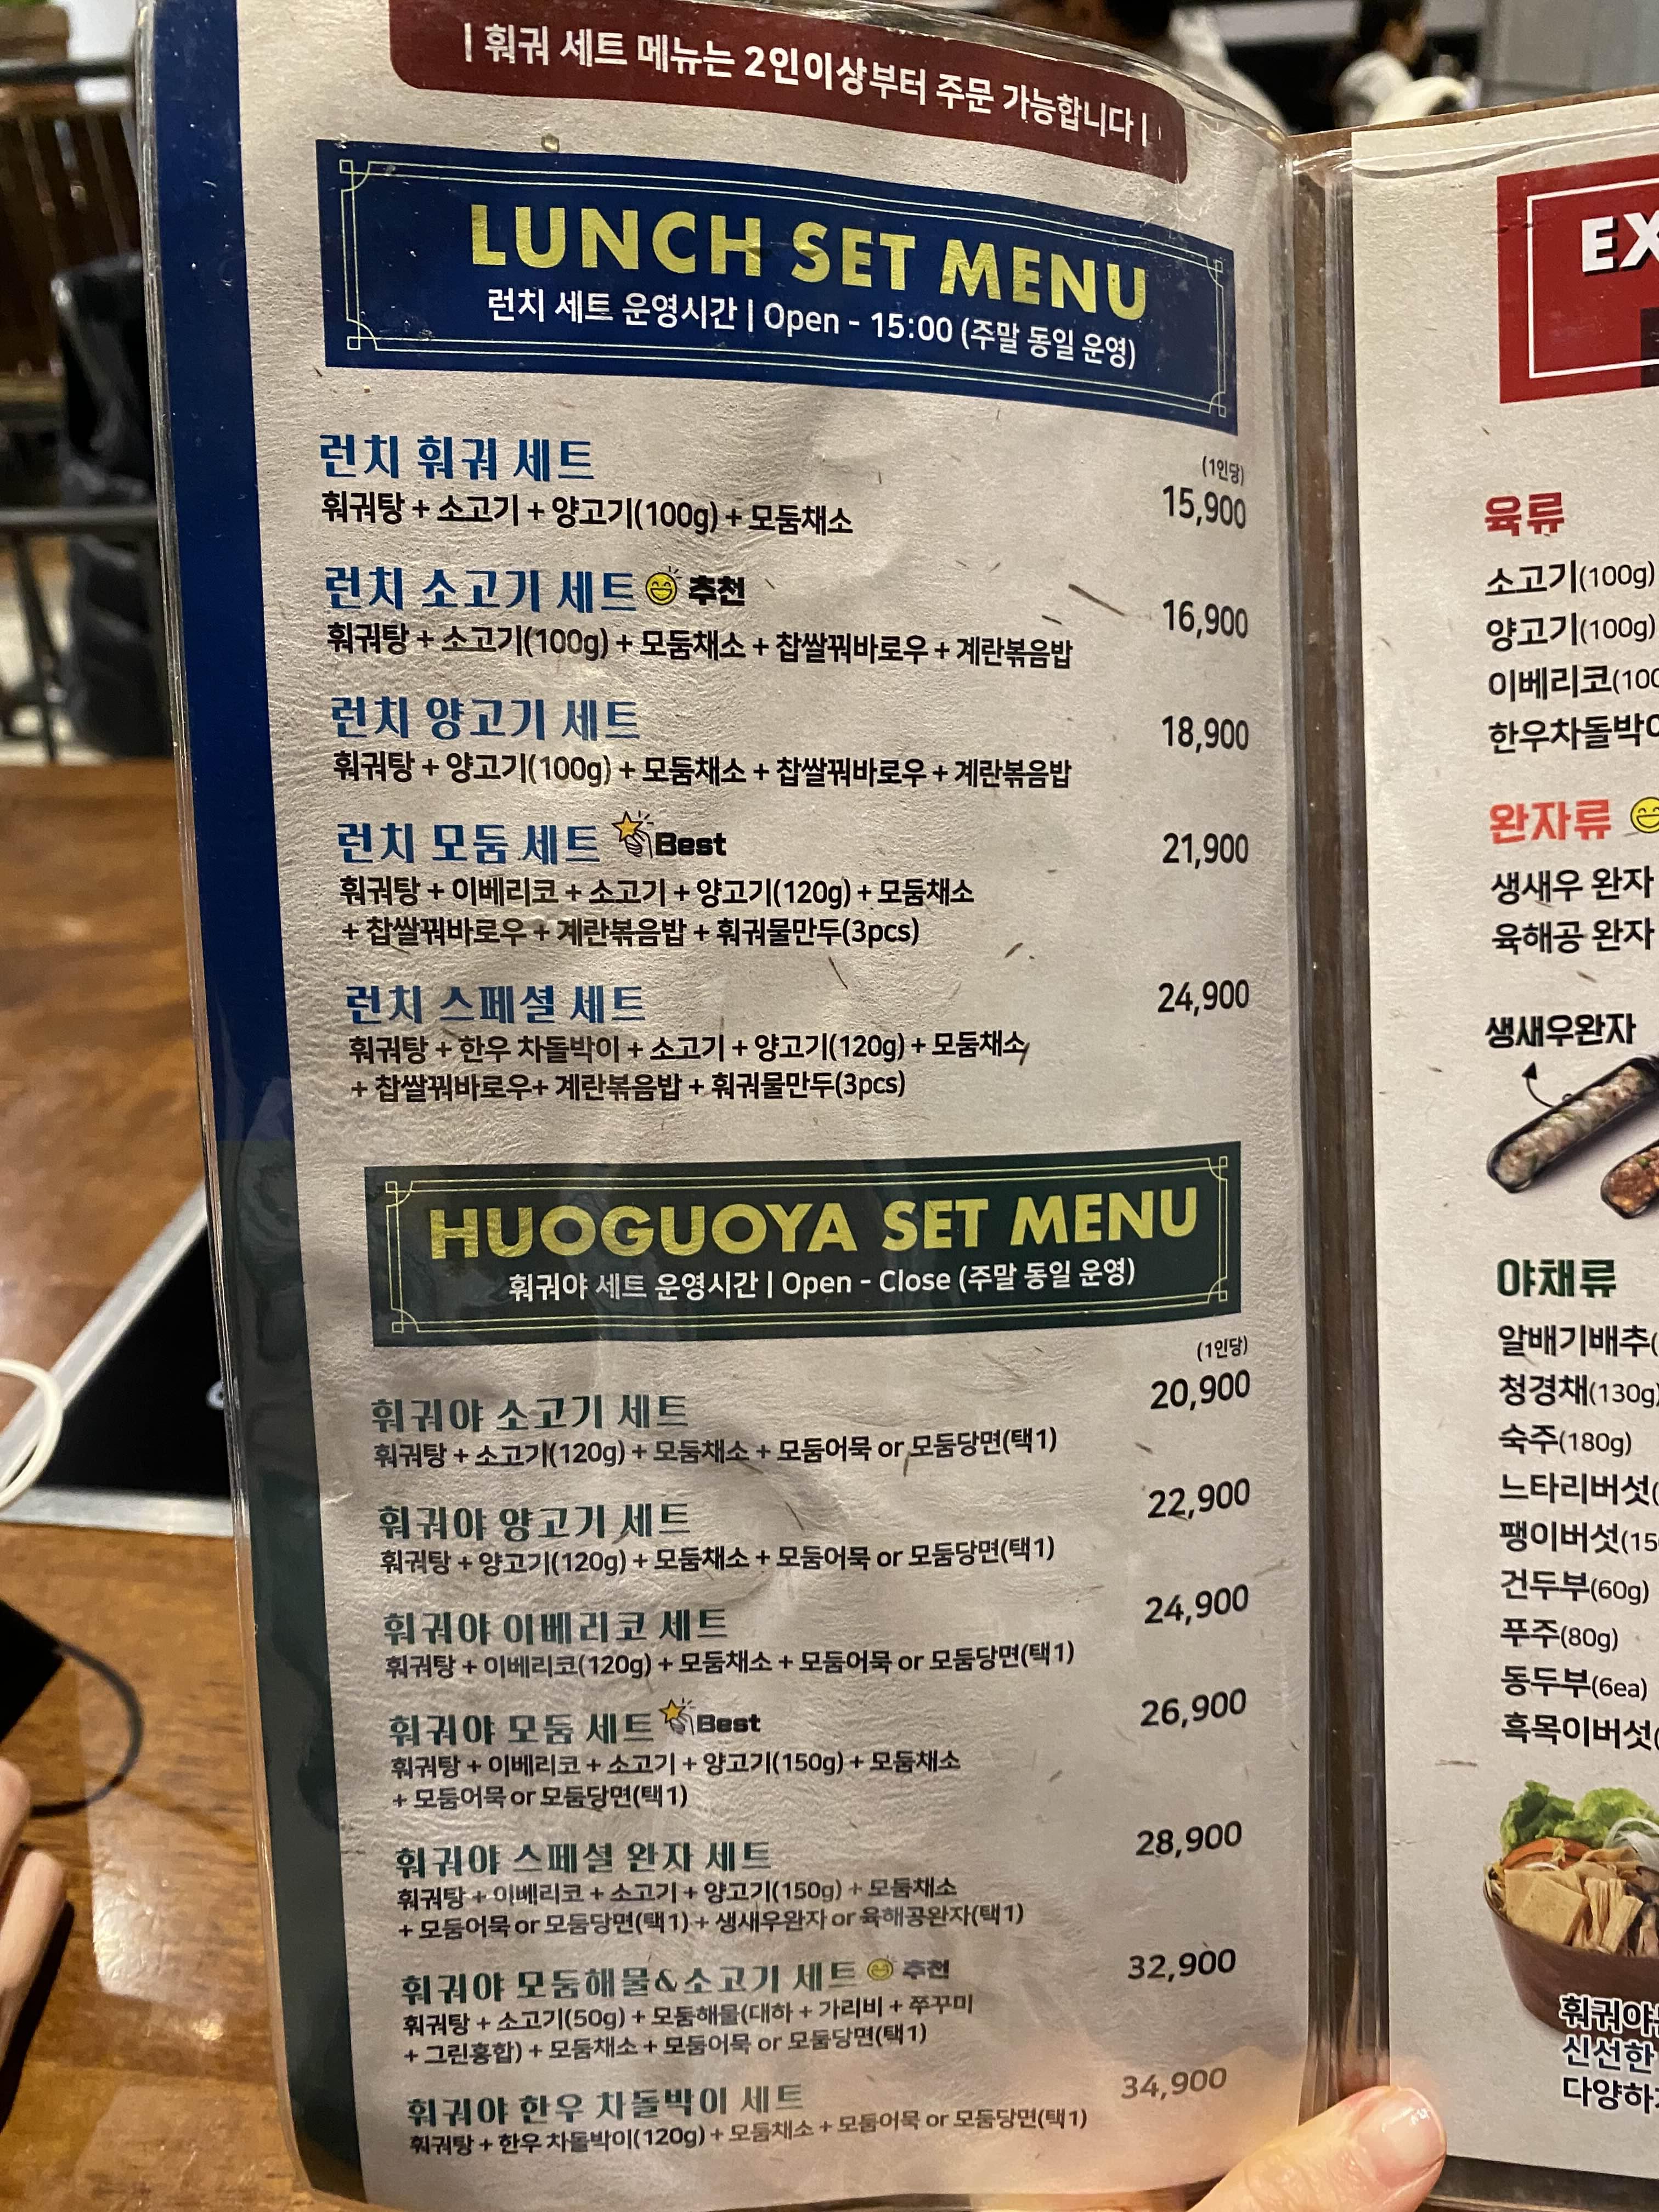 | 훠궈 세트 메뉴는 2인이상부터 주문 가능합니다 |
LUNCH SET MENU
런치 세트 운영시간 | Open - 15:00 (주말 동일 운영)
런치 훠궈 세트
(1인당)
15,900
훠궈탕 + 소고기 + 양고기(100g) + 모둠채소
런치 소고기 세트 추천
16,900
훠궈탕 + 소고기(100g) + 모둠채소 + 찹쌀꿔바로우 + 계란볶음밥
런치 양고기 세트
18,900
훠궈탕 + 양고기(100g) + 모둠채소 + 찹쌀꿔바로우 + 계란볶음밥
런치 모둠 세트 Best
21,900
훠궈탕 + 이베리코 + 소고기 + 양고기(120g) + 모둠채소
+ 찹쌀꿔바로우 + 계란볶음밥 + 훠궈물만두(3pcs)
런치 스페셜 세트
24,900
훠궈탕 + 한우 차돌박이 + 소고기 + 양고기(120g) + 모둠채소
+ 찹쌀꿔바로우+ 계란볶음밥 + 훠궈물만두(3pcs)
HUOGUOYA SET MENU
훠궈야 세트 운영시간 | Open - Close (주말 동일 운영)
(1인당)
훠궈야 소고기 세트
20,900
훠궈탕 + 소고기(120g) + 모둠채소 + 모둠어묵 or 모둠당면(택1)
훠궈야 양고기 세트
22,900
훠궈탕 + 양고기(120g) + 모둠채소 + 모둠어묵 or 모둠당면(택1)
훠궈야 이베리코 세트
24,900
훠궈탕 + 이베리코(120g) + 모둠채소 + 모둠어묵 or 모둠당면(택1)
훠궈야 모둠 세트 Best
26,900
훠궈탕 + 이베리코 + 소고기 + 양고기(150g) + 모둠채소
+ 모둠어묵 or 모둠당면(택1)
훠궈야 스페셜 완자 세트
28,900
훠궈탕 + 이베리코 + 소고기 + 양고기(150g) + 모둠채소
+ 모둠어묵 or 모둠당면(택1) + 생새우완자 or 육해공완자(택1)
훠궈야 모둠해물&소고기 세트 추천
32,900
훠궈탕 + 소고기(50g) + 모둠해물(대하 + 가리비 + 쭈꾸미
+ 그린홍합) + 모둠채소 + 모둠어묵 or 모둠당면(택1)
훠궈야 한우 차돌박이 세트
34,900
훠궈탕 + 한우 차돌박이(120g) + 모둠채소 + 모둠어묵 or 모둠당면(택1)
EX
육류
소고기(100g)
양고기(100g)
이베리코(100
한우차돌박이
완자류
생새우 완자
육해공 완자
생새우완자
야채류
알배기배추(
청경채(130g)
숙주(180g)
느타리버섯(
팽이버섯(15
건두부(60g)
푸주(80g)
동두부(6ea)
흑목이버섯(
훠궈야는
신선한
다양하